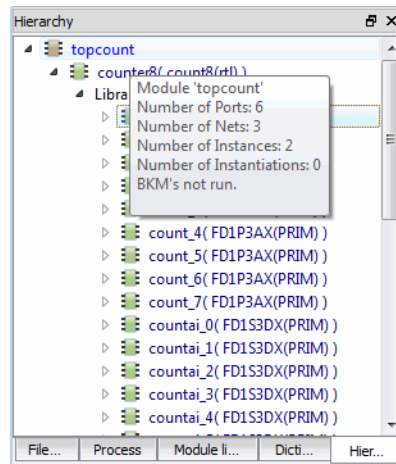 Hierarchy
topcount
counter8( count8(rtl) )
Libra
Module 'topcount'
Number of Ports: 6
Number of Nets: 3
Number of Instances: 2
Number of Instantiations: 0
BKM's not run.
count_4( FD1P3AX(PRIM) )
count_5( FD1P3AX(PRIM) )
count_6( FD1P3AX(PRIM) )
count_7( FD1P3AX(PRIM) )
countai_0( FD1S3DX(PRIM) )
countai_1( FD1S3DX(PRIM) )
countai_2( FD1S3DX(PRIM) )
countai_3( FD1S3DX(PRIM) )
countai_4( FD1S3DX(PRIM) )
File... Process Module li... Dicti... Hier...